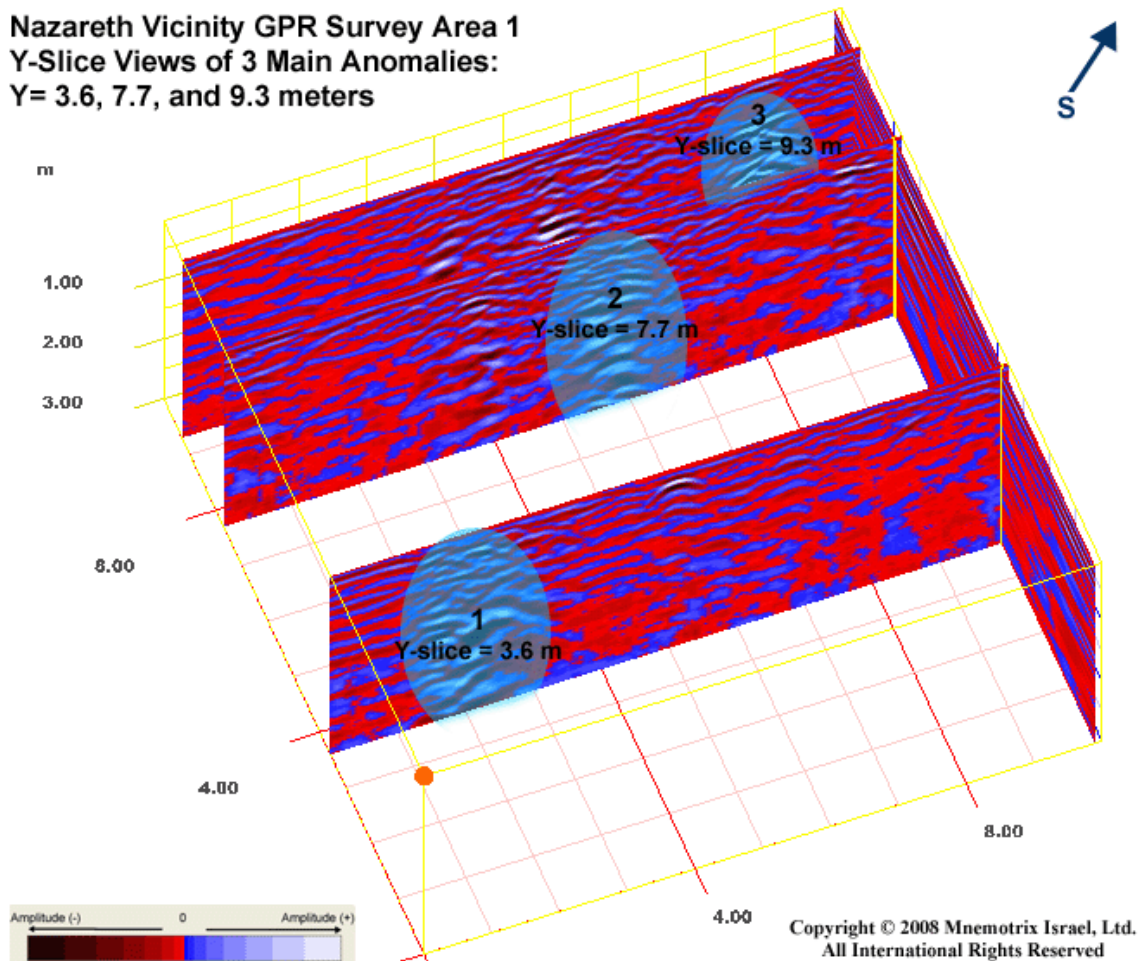 Nazareth Vicinity GPR Survey Area 1
Y-Slice Views of 3 Main Anomalies:
Y= 3.6, 7.7, and 9.3 meters
S
m
3
Y-slice = 9.3 m
1.00
2.00
3.00
2
Y-slice = 7.7 m
8.00
1
Y-slice = 3.6 m
4.00
8.00
4.00
Amplitude (-)
0
Amplitude (+)
Copyright © 2008 Mnemotrix Israel, Ltd.
All International Rights Reserved